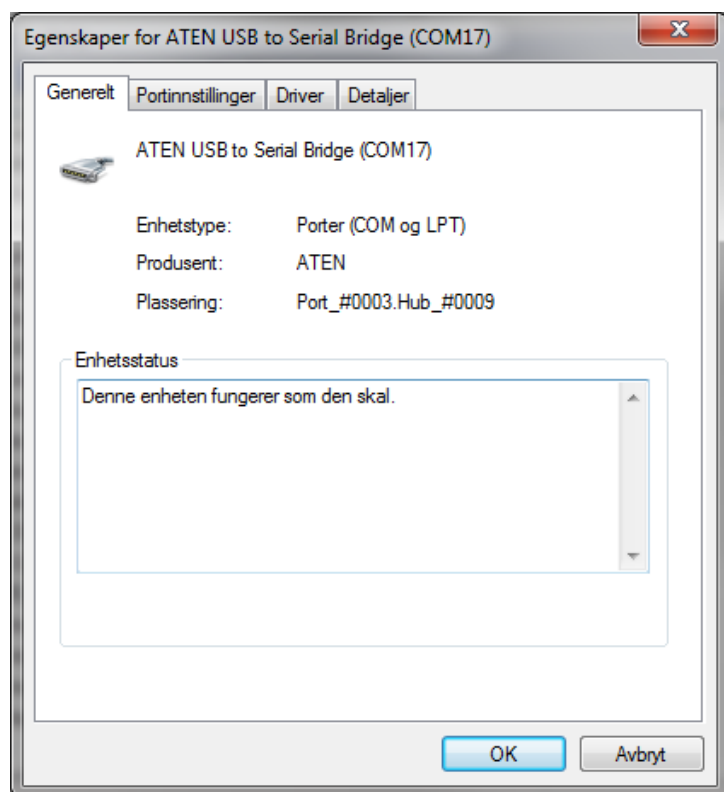 Egenskaper for ATEN USB to Serial Bridge (COM17)
Generelt Portinnstillinger Driver Detaljer
ATEN USB to Serial Bridge (COM17)
Enhetstype: Porter (COM og LPT)
Produsent: ATEN
Plassering: Port_#0003.Hub_#0009
Enhetsstatus
Denne enheten fungerer som den skal.
OK Avbryt